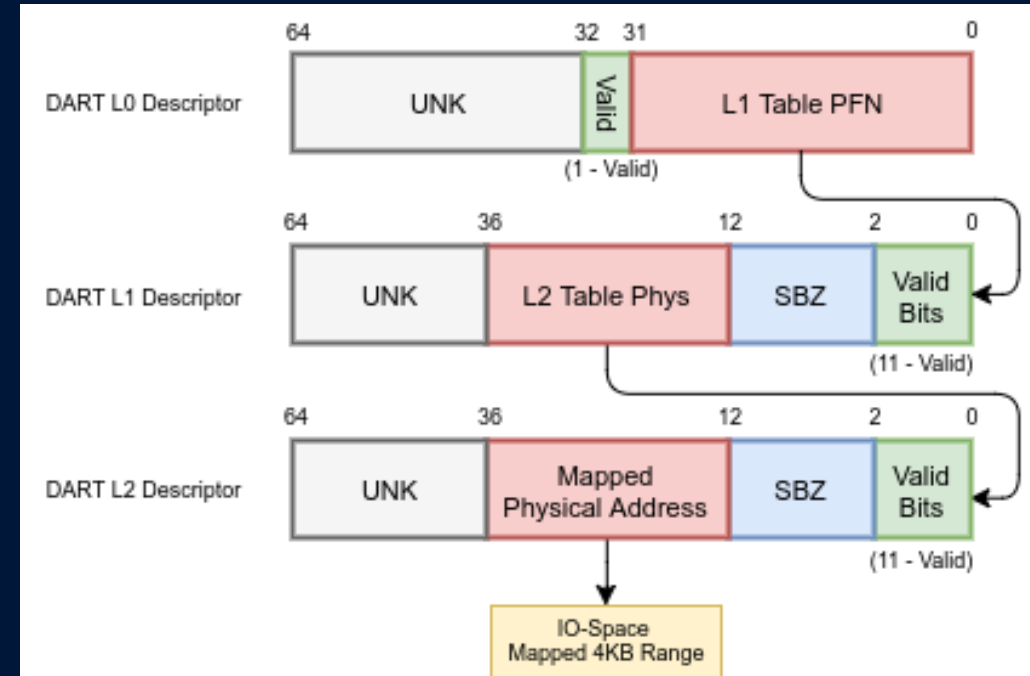 64 32 31 0
DART L0 Descriptor UNK Valid L1 Table PFN
(1 - Valid)
64 36 12 2 0
DART L1 Descriptor UNK L2 Table Phys SBZ Valid
Bits
(11 - Valid)
64 36 12 2 0
DART L2 Descriptor UNK Mapped
Physical Address SBZ Valid
Bits
(11 - Valid)
IO-Space
Mapped 4KB Range